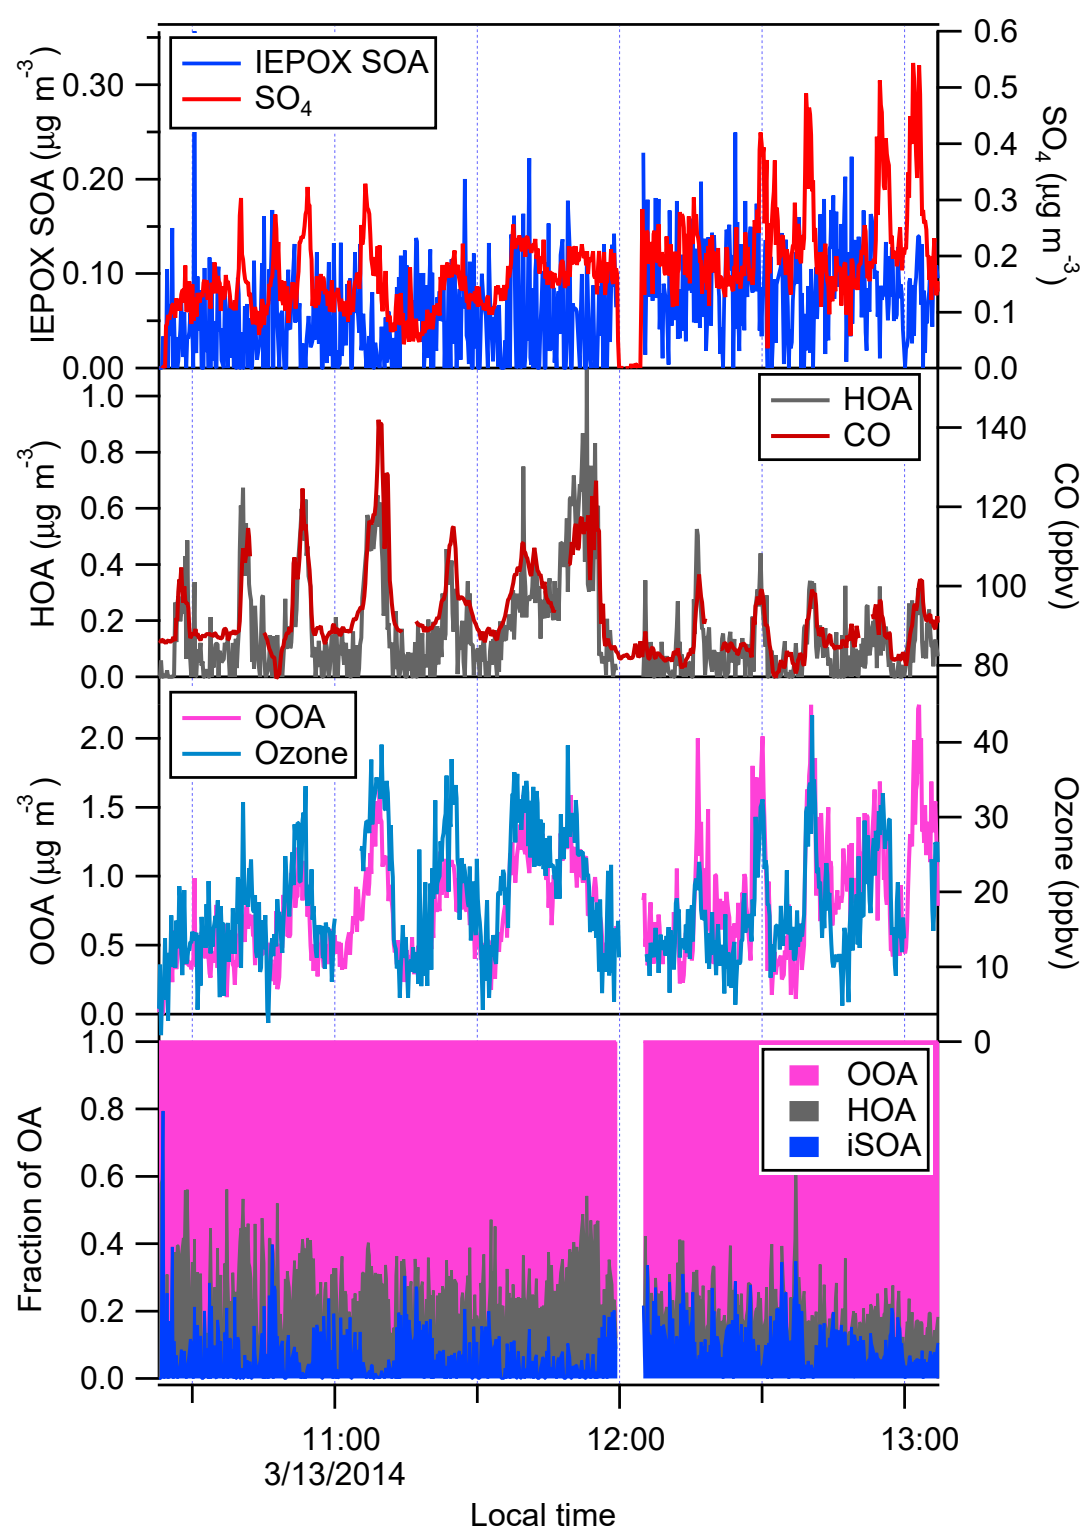 IEPOX SOA
SO4
IEPOX SOA (µg m-3)
0.30
0.20
0.10
0.00
0.6
0.5
0.4
0.3
0.2
0.1
0.0
SO4 (µg m-3)
HOA
CO
HOA (µg m-3)
1.0
0.8
0.6
0.4
0.2
0.0
140
120
100
80
CO (ppbv)
OOA
Ozone
OOA (µg m-3)
2.0
1.5
1.0
0.5
0.0
40
30
20
10
0
Ozone (ppbv)
OOA
HOA
iSOA
Fraction of OA
1.0
0.8
0.6
0.4
0.2
0.0
11:00
12:00
13:00
3/13/2014
Local time